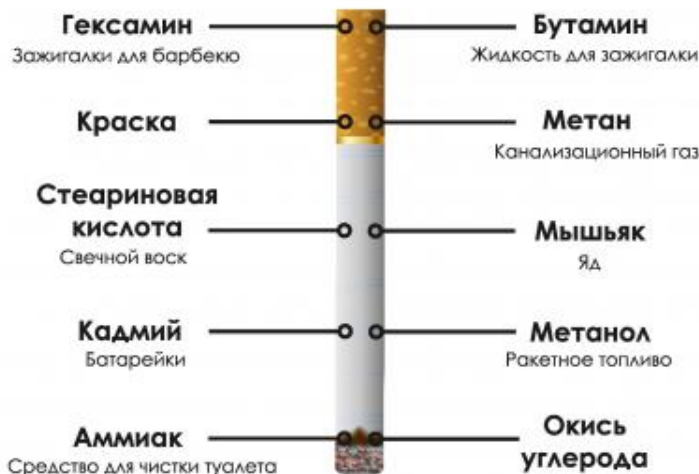 Гексамин
Зажигалки для барбекю
Бутамин
Жидкость для зажигалки
Краска
Метан
Канализационный газ
Стеариновая
кислота
Свечной воск
Мышьяк
Яд
Кадмий
Батарейки
Метанол
Ракетное топливо
Аммиак
Средство для чистки туалета
Окись
углерода